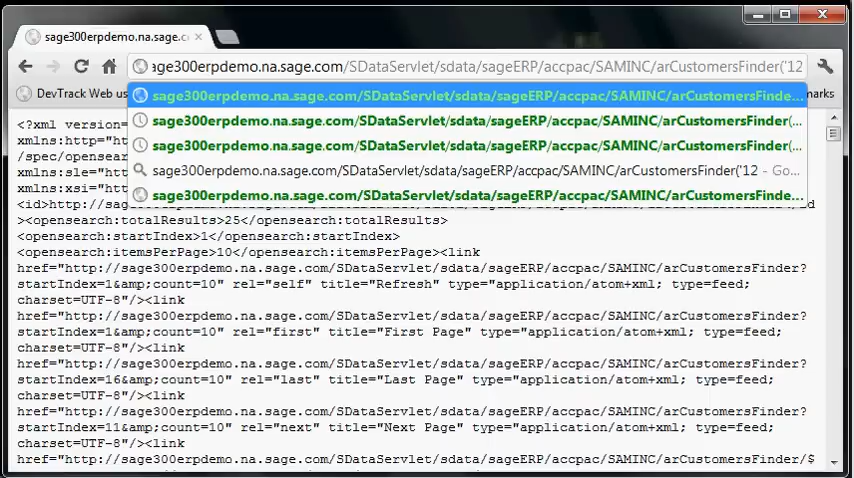 sage300erpdemo.na.sage.c
age300erpdemo.na.sage.com/SDataServlet/sdata/sageERP/accpac/SAMINC/arCustomersFinder('12
DevTrack Web us
marks
sage300erpdemo.na.sage.com/SDataServlet/sdata/sageERP/accpac/SAMINC/arCustomersFinde...
sage300erpdemo.na.sage.com/SDataServlet/sdata/sageERP/accpac/SAMINC/arCustomersFinder(...
sage300erpdemo.na.sage.com/SDataServlet/sdata/sageERP/accpac/SAMINC/arCustomersFinder(...
sage300erpdemo.na.sage.com/SDataServlet/sdata/sageERP/accpac/SAMINC/arCustomersFinder('12 - Go...
sage300erpdemo.na.sage.com/SDataServlet/sdata/sageERP/accpac/SAMINC/arCustomersFinde...
<?xml version=
xmlns:http="ht
/spec/opensear
xmlns:sle="htt
xmlns:xsi="htt
<id>http://sag
><opensearch:totalResults>25</opensearch:totalResults>
<opensearch:startIndex>1</opensearch:startIndex>
<opensearch:itemsPerPage>10</opensearch:itemsPerPage><link
href="http://sage300erpdemo.na.sage.com/SDataServlet/sdata/sageERP/accpac/SAMINC/arCustomersFinder?
startIndex=1&amp;count=10" rel="self" title="Refresh" type="application/atom+xml; type=feed;
charset=UTF-8"/><link
href="http://sage300erpdemo.na.sage.com/SDataServlet/sdata/sageERP/accpac/SAMINC/arCustomersFinder?
startIndex=1&amp;count=10" rel="first" title="First Page" type="application/atom+xml; type=feed;
charset=UTF-8"/><link
href="http://sage300erpdemo.na.sage.com/SDataServlet/sdata/sageERP/accpac/SAMINC/arCustomersFinder?
startIndex=16&amp;count=10" rel="last" title="Last Page" type="application/atom+xml; type=feed;
charset=UTF-8"/><link
href="http://sage300erpdemo.na.sage.com/SDataServlet/sdata/sageERP/accpac/SAMINC/arCustomersFinder?
startIndex=11&amp;count=10" rel="next" title="Next Page" type="application/atom+xml; type=feed;
charset=UTF-8"/><link
href="http://sage300erpdemo.na.sage.com/SDataServlet/sdata/sageERP/accpac/SAMINC/arCustomersFinder/$